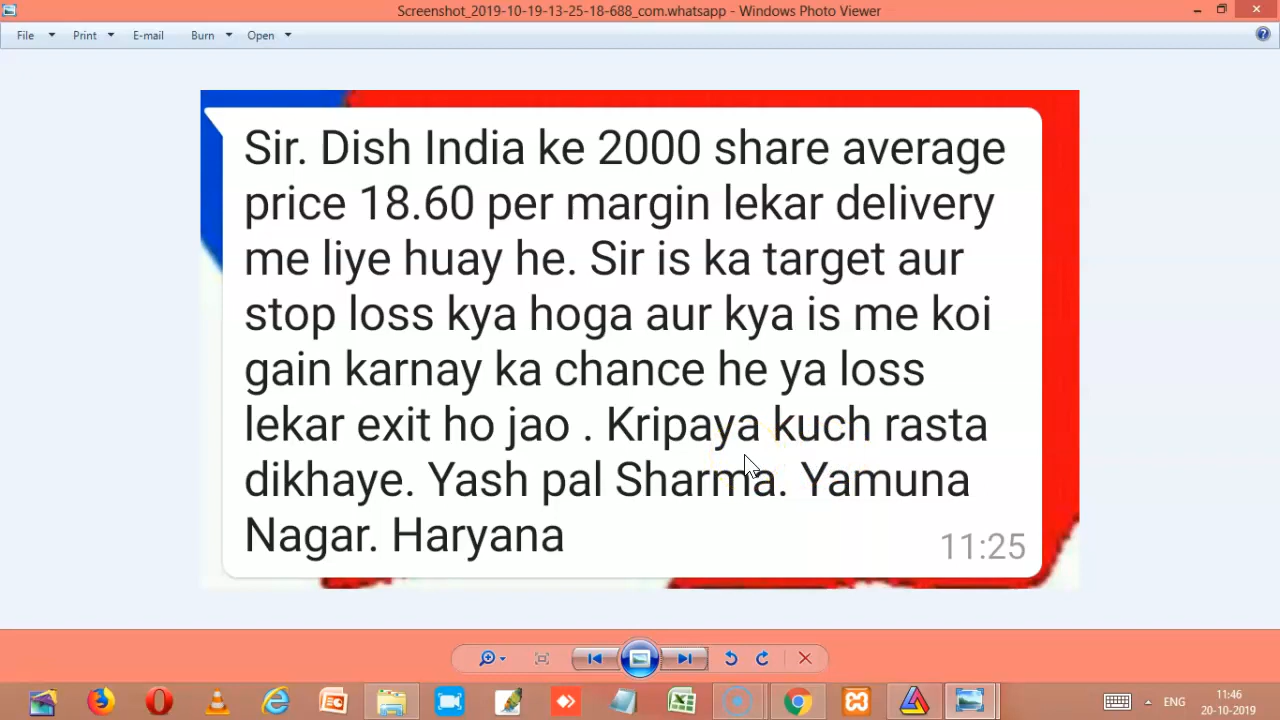 Screenshot_2019-10-19-13-25-18-688_com.whatsapp - Windows Photo Viewer
File Print E-mail Burn Open
Sir. Dish India ke 2000 share average
price 18.60 per margin lekar delivery
me liye huay he. Sir is ka target aur
stop loss kya hoga aur kya is me koi
gain karnay ka chance he ya loss
lekar exit ho jao . Kripaya kuch rasta
dikhaye. Yash pal Sharma. Yamuna
Nagar. Haryana
11:25
ENG
11:46
20-10-2019